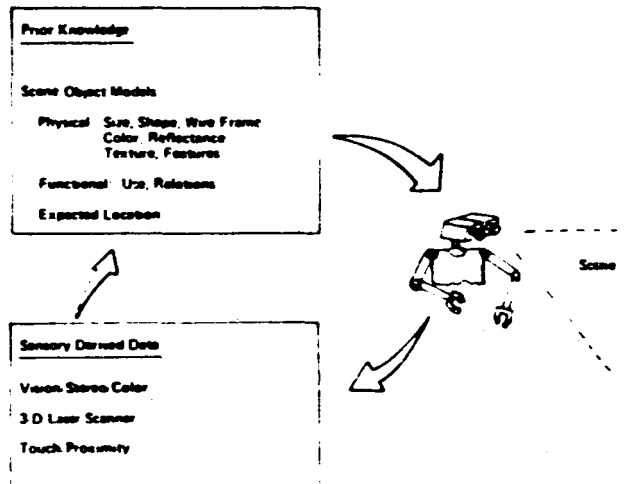 Prior Knowledge
Scene Object Models
Physical Size, Shape, Wire Frame
Color, Reflectance
Texture, Features
Functional: Use, Relations
Expected Location
Scene
Sensory Derived Data
Vision Stereo Color
3-D Laser Scanner
Touch Proximity